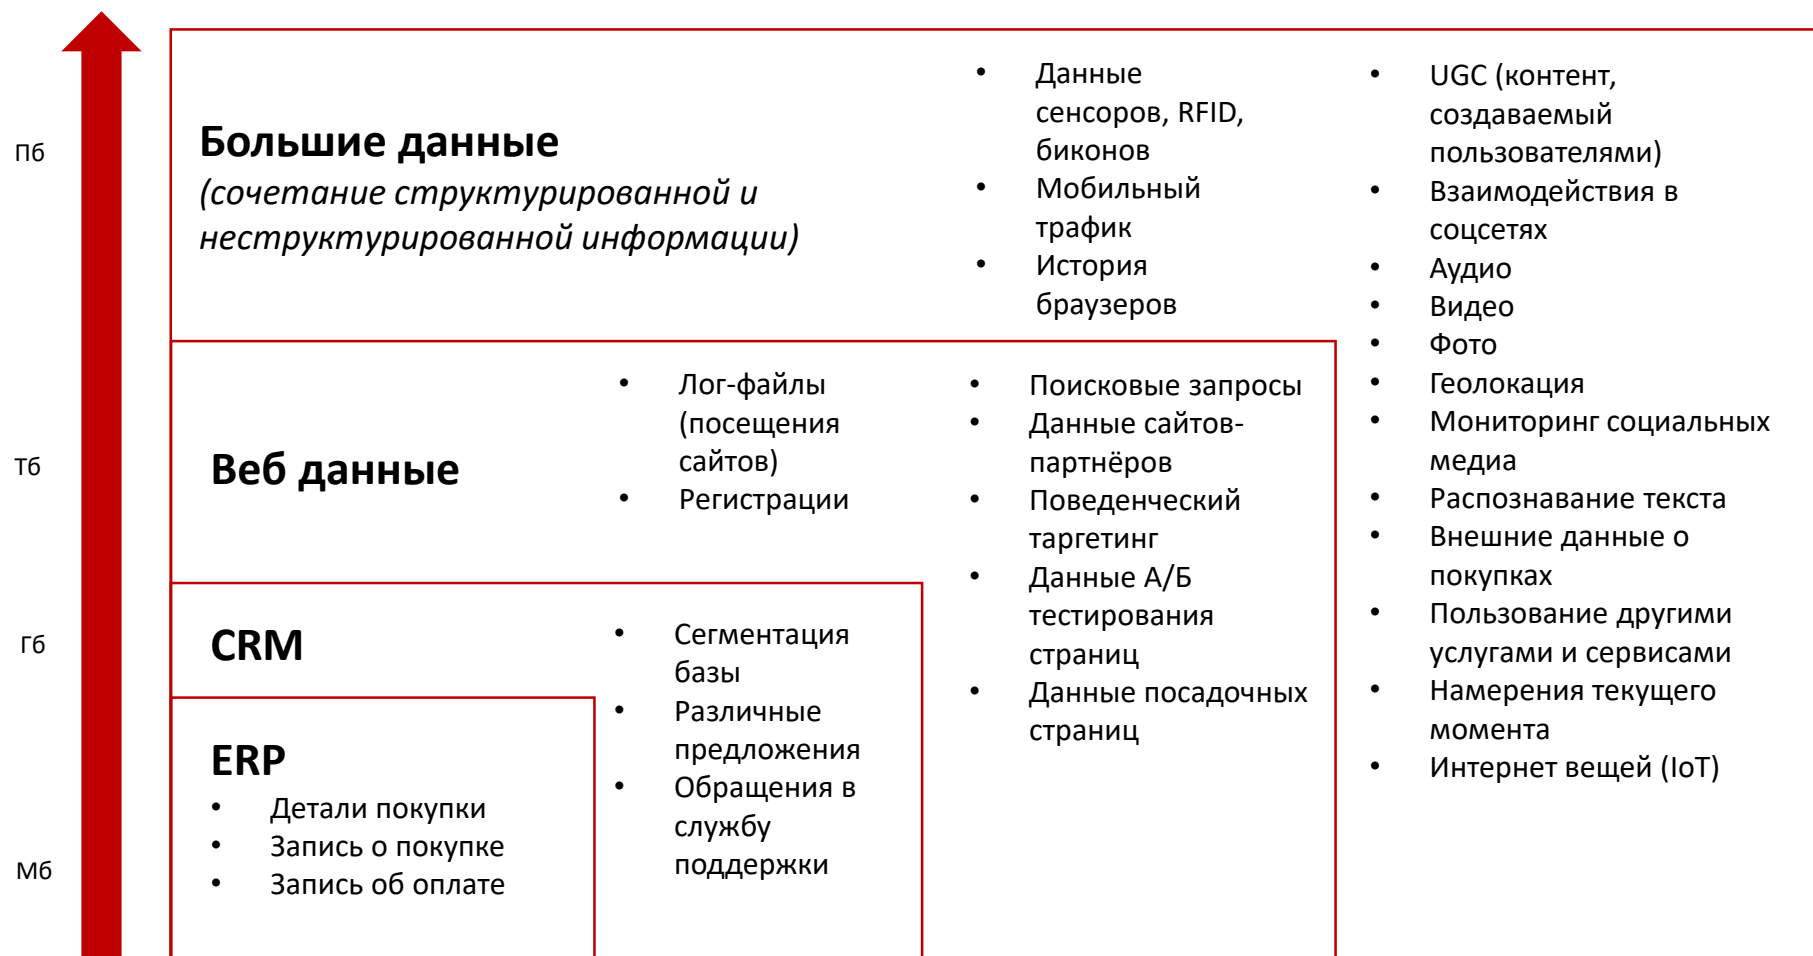 Пб
Тб
Гб
Мб
Большие данные
(сочетание структурированной и
неструктурированной информации)
• Данные
сенсоров, RFID,
биконов
• Мобильный
трафик
• История
браузеров
• UGC (контент,
создаваемый
пользователями)
• Взаимодействия в
соцсетях
• Аудио
• Видео
• Фото
• Геолокация
• Мониторинг социальных
медиа
• Распознавание текста
• Внешние данные о
покупках
• Пользование другими
услугами и сервисами
• Намерения текущего
момента
• Интернет вещей (IoT)
Веб данные
• Лог-файлы
(посещения
сайтов)
• Регистрации
• Поисковые запросы
• Данные сайтов-
партнёров
• Поведенческий
таргетинг
• Данные А/Б
тестирования
страниц
• Данные посадочных
страниц
CRM
• Сегментация
базы
• Различные
предложения
• Обращения в
службу
поддержки
ERP
• Детали покупки
• Запись о покупке
• Запись об оплате